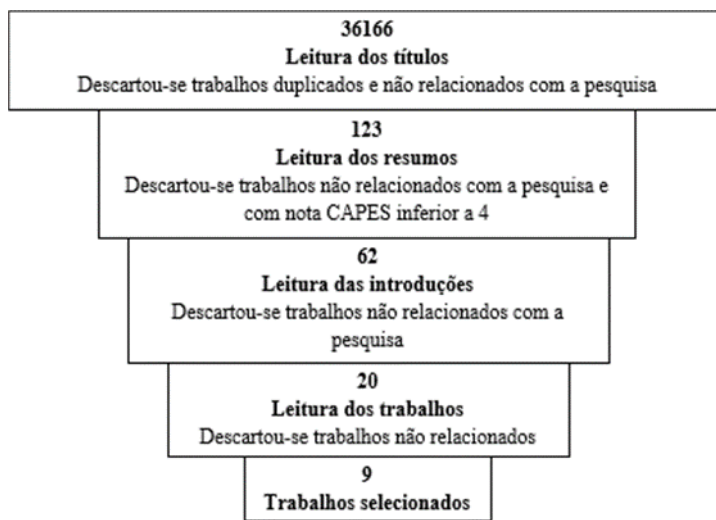 36166
Leitura dos títulos
Descartou-se trabalhos duplicados e não relacionados com a pesquisa
123
Leitura dos resumos
Descartou-se trabalhos não relacionados com a pesquisa e
com nota CAPES inferior a 4
62
Leitura das introduções
Descartou-se trabalhos não relacionados com a
pesquisa
20
Leitura dos trabalhos
Descartou-se trabalhos não relacionados
9
Trabalhos selecionados